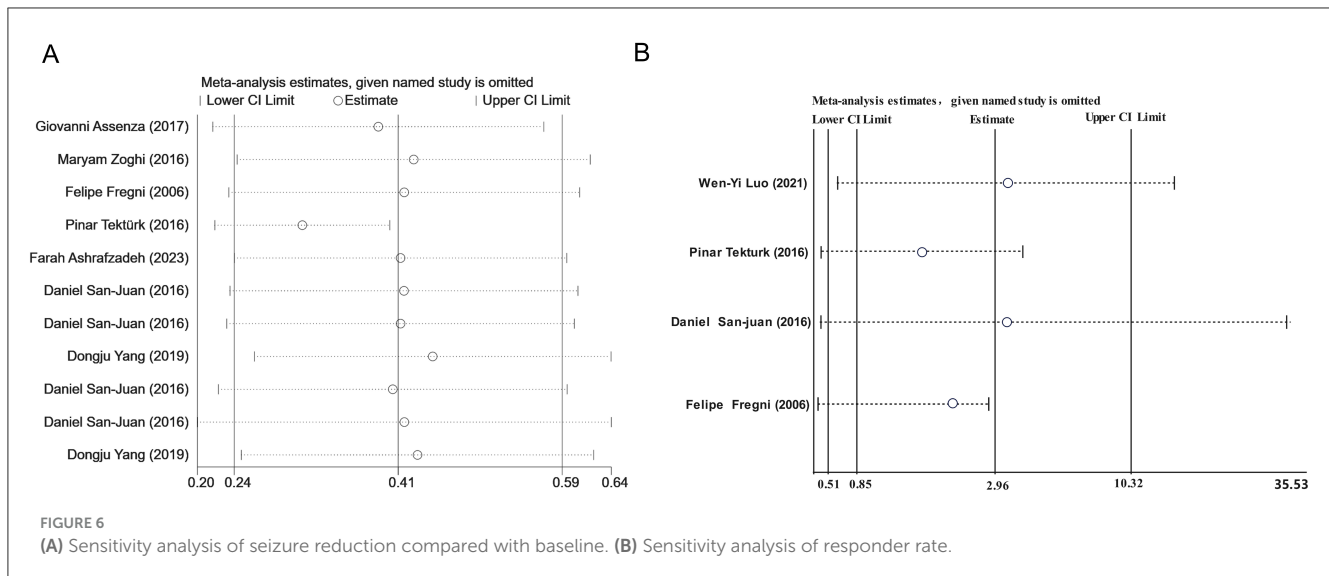 A
Meta-analysis estimates, given named study is omitted
| Lower CI Limit ○Estimate | Upper CI Limit
Giovanni Assenza (2017)
Maryam Zoghi (2016)
Felipe Fregni (2006)
Pinar Tektürk (2016)
Farah Ashrafzadeh (2023)
Daniel San-Juan (2016)
Daniel San-Juan (2016)
Dongju Yang (2019)
Daniel San-Juan (2016)
Daniel San-Juan (2016)
Dongju Yang (2019)
0.20 0.24 0.41 0.59 0.64
B
Meta-analysis estimates, given named study is omitted
Lower CI Limit Estimate Upper CI Limit
Wen-Yi Luo (2021)
Pinar Tekturk (2016)
Daniel San-juan (2016)
Felipe Fregni (2006)
0.51 0.85 2.96 10.32 35.53
FIGURE 6
(A) Sensitivity analysis of seizure reduction compared with baseline. (B) Sensitivity analysis of responder rate.